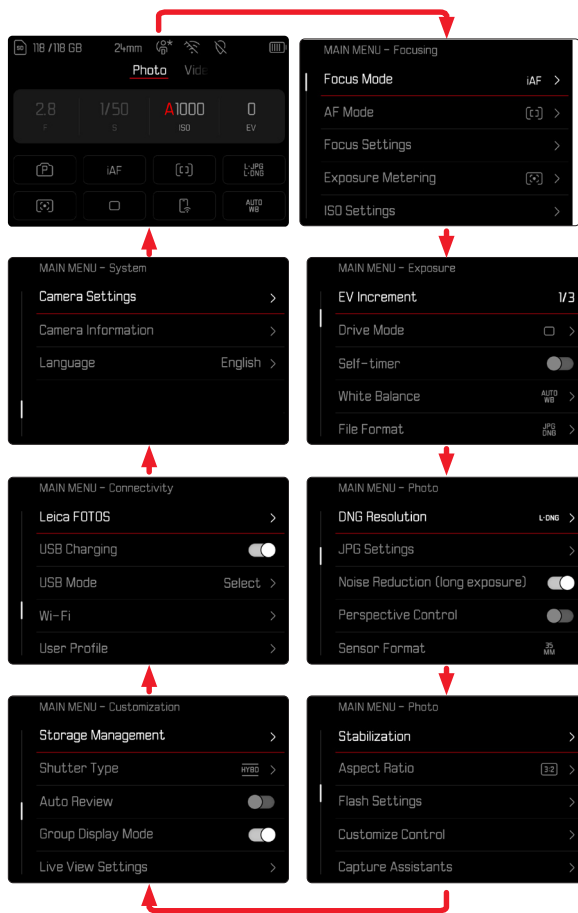 SD 118 /118 GB 24mm
Photo Vide
2.8 1/50 A1000 0
F S ISO EV
P iAF L-JPG
L-DNG
AUTO
WB
MAIN MENU - Focusing
Focus Mode iAF
AF Mode
Focus Settings
Exposure Metering
ISO Settings
MAIN MENU - System
Camera Settings
Camera Information
Language English
MAIN MENU - Exposure
EV Increment 1/3
Drive Mode
Self-timer
White Balance AUTO
WB
File Format JPG
DNG
MAIN MENU - Connectivity
Leica FOTOS
USB Charging
USB Mode Select
Wi-Fi
User Profile
MAIN MENU - Photo
DNG Resolution L-DNG
JPG Settings
Noise Reduction (long exposure)
Perspective Control
Sensor Format 35
MM
MAIN MENU - Customization
Storage Management
Shutter Type HYBD
Auto Review
Group Display Mode
Live View Settings
MAIN MENU - Photo
Stabilization
Aspect Ratio 3:2
Flash Settings
Customize Control
Capture Assistants